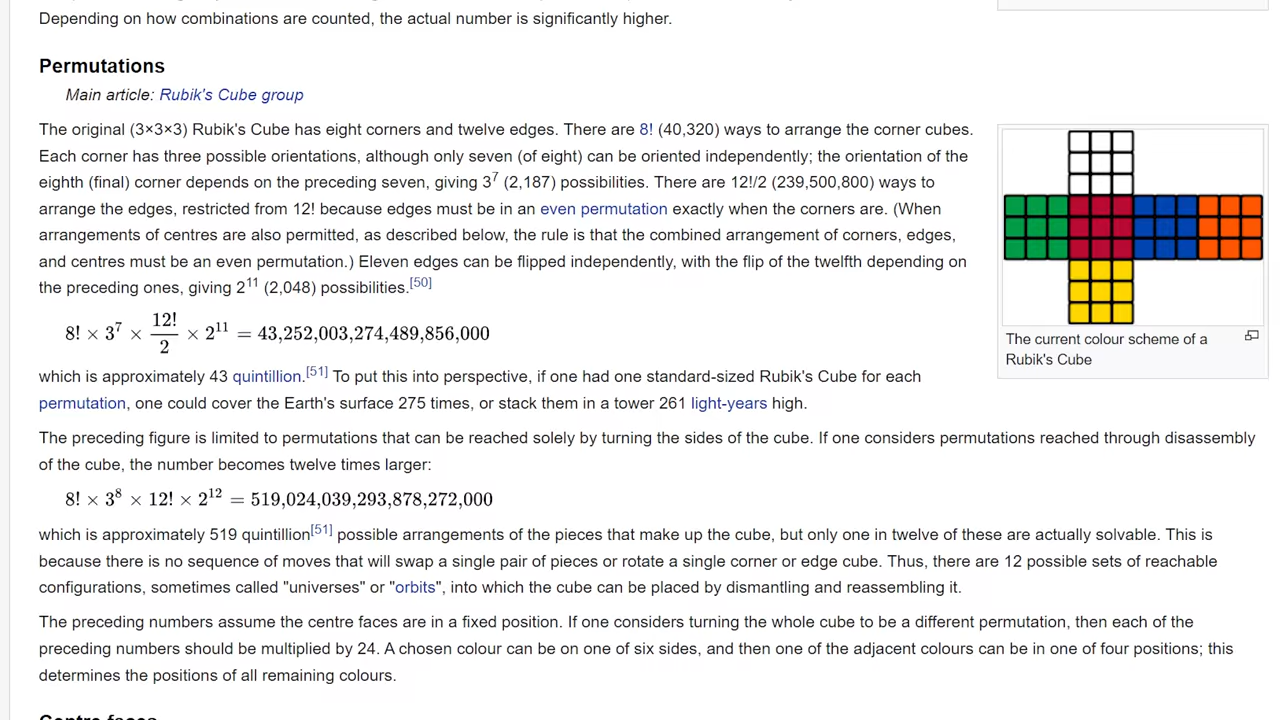 Depending on how combinations are counted, the actual number is significantly higher.
Permutations
Main article: Rubik's Cube group
The original (3×3×3) Rubik's Cube has eight corners and twelve edges. There are 8! (40,320) ways to arrange the corner cubes.
Each corner has three possible orientations, although only seven (of eight) can be oriented independently; the orientation of the
eighth (final) corner depends on the preceding seven, giving 3⁷ (2,187) possibilities. There are 12!/2 (239,500,800) ways to
arrange the edges, restricted from 12! because edges must be in an even permutation exactly when the corners are. (When
arrangements of centres are also permitted, as described below, the rule is that the combined arrangement of corners, edges,
and centres must be an even permutation.) Eleven edges can be flipped independently, with the flip of the twelfth depending on
the preceding ones, giving 2¹¹ (2,048) possibilities.[50]
8! × 3⁷ × 12!/2 × 2¹¹ = 43,252,003,274,489,856,000
The current colour scheme of a
Rubik's Cube
which is approximately 43 quintillion.[51] To put this into perspective, if one had one standard-sized Rubik's Cube for each
permutation, one could cover the Earth's surface 275 times, or stack them in a tower 261 light-years high.
The preceding figure is limited to permutations that can be reached solely by turning the sides of the cube. If one considers permutations reached through disassembly
of the cube, the number becomes twelve times larger:
8! × 3⁸ × 12! × 2¹² = 519,024,039,293,878,272,000
which is approximately 519 quintillion[51] possible arrangements of the pieces that make up the cube, but only one in twelve of these are actually solvable. This is
because there is no sequence of moves that will swap a single pair of pieces or rotate a single corner or edge cube. Thus, there are 12 possible sets of reachable
configurations, sometimes called "universes" or "orbits", into which the cube can be placed by dismantling and reassembling it.
The preceding numbers assume the centre faces are in a fixed position. If one considers turning the whole cube to be a different permutation, then each of the
preceding numbers should be multiplied by 24. A chosen colour can be on one of six sides, and then one of the adjacent colours can be in one of four positions; this
determines the positions of all remaining colours.
Centre faces